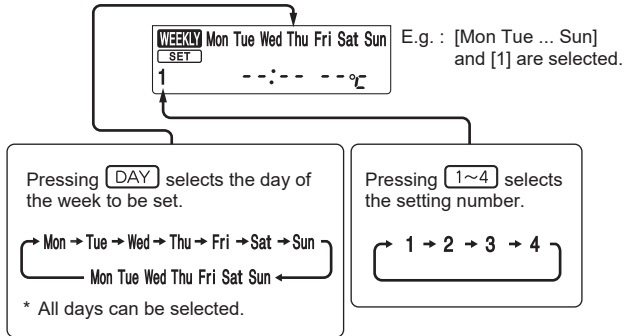 WEEKLY Mon Tue Wed Thu Fri Sat Sun
SET
1 --:-- --°C
E.g. : [Mon Tue ... Sun]
and [1] are selected.
Pressing DAY selects the day of
the week to be set.
Mon → Tue → Wed → Thu → Fri → Sat → Sun
Mon Tue Wed Thu Fri Sat Sun
* All days can be selected.
Pressing 1~4 selects
the setting number.
1 → 2 → 3 → 4